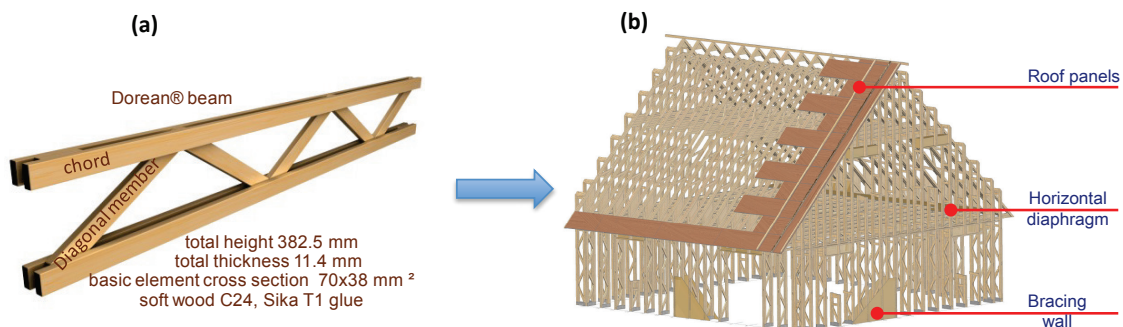 (a)
Dorean® beam
chord
Diagonal member
total height 382.5 mm
total thickness 11.4 mm
basic element cross section 70x38 mm ²
soft wood C24, Sika T1 glue
(b)
Roof panels
Horizontal
diaphragm
Bracing
wall